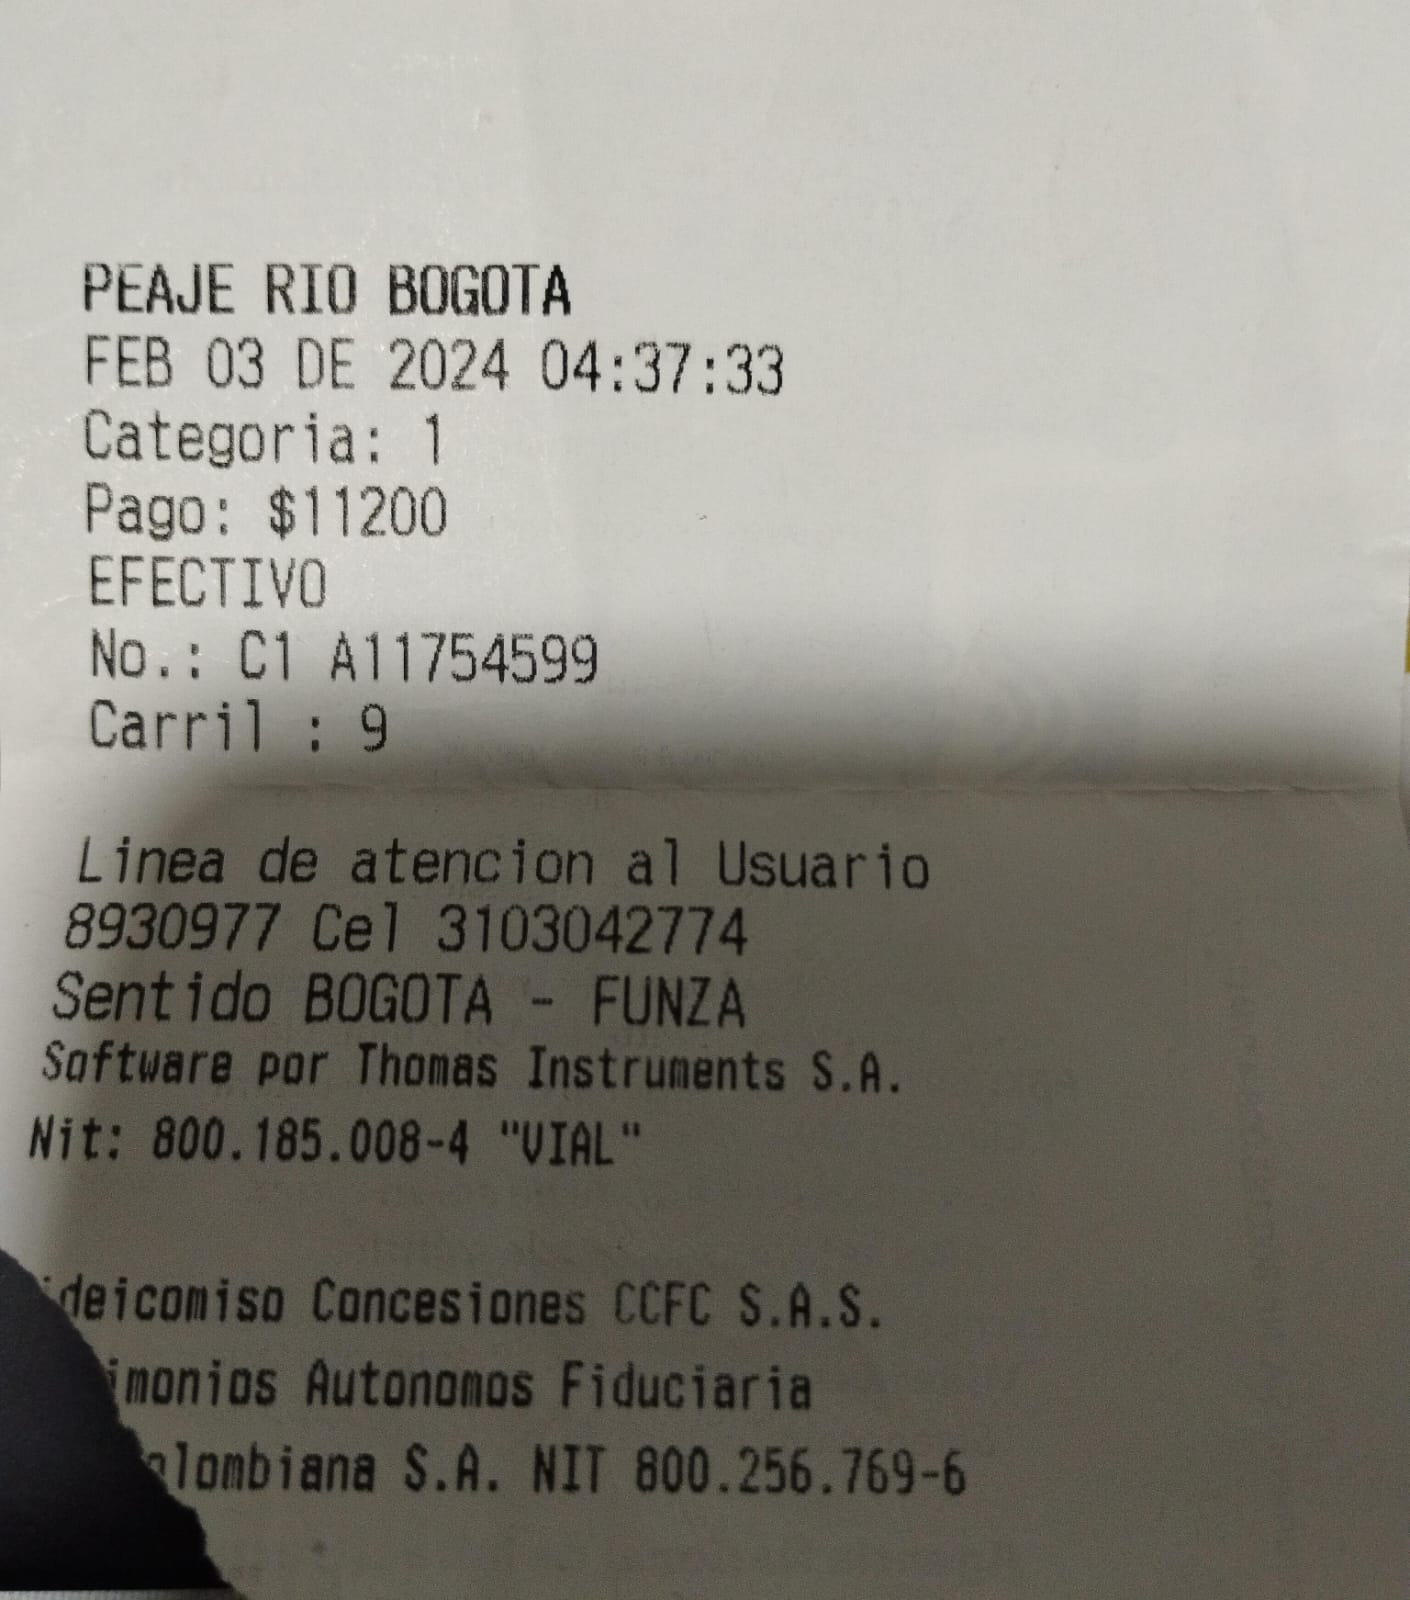 PEAJE RIO BOGOTA
FEB 03 DE 2024 04:37:33
Categoria: 1
Pago: $11200
EFECTIVO
No.: C1 A11754599
Carril : 9
Linea de atencion al Usuario
8930977 Cel 3103042774
Sentido BOGOTA - FUNZA
Software por Thomas Instruments S.A.
Nit: 800.185.008-4 "VIAL"
ideicomiso Concesiones CCFC S.A.S.
imonios Autonomos Fiduciaria
olombiana S.A. NIT 800.256.769-6